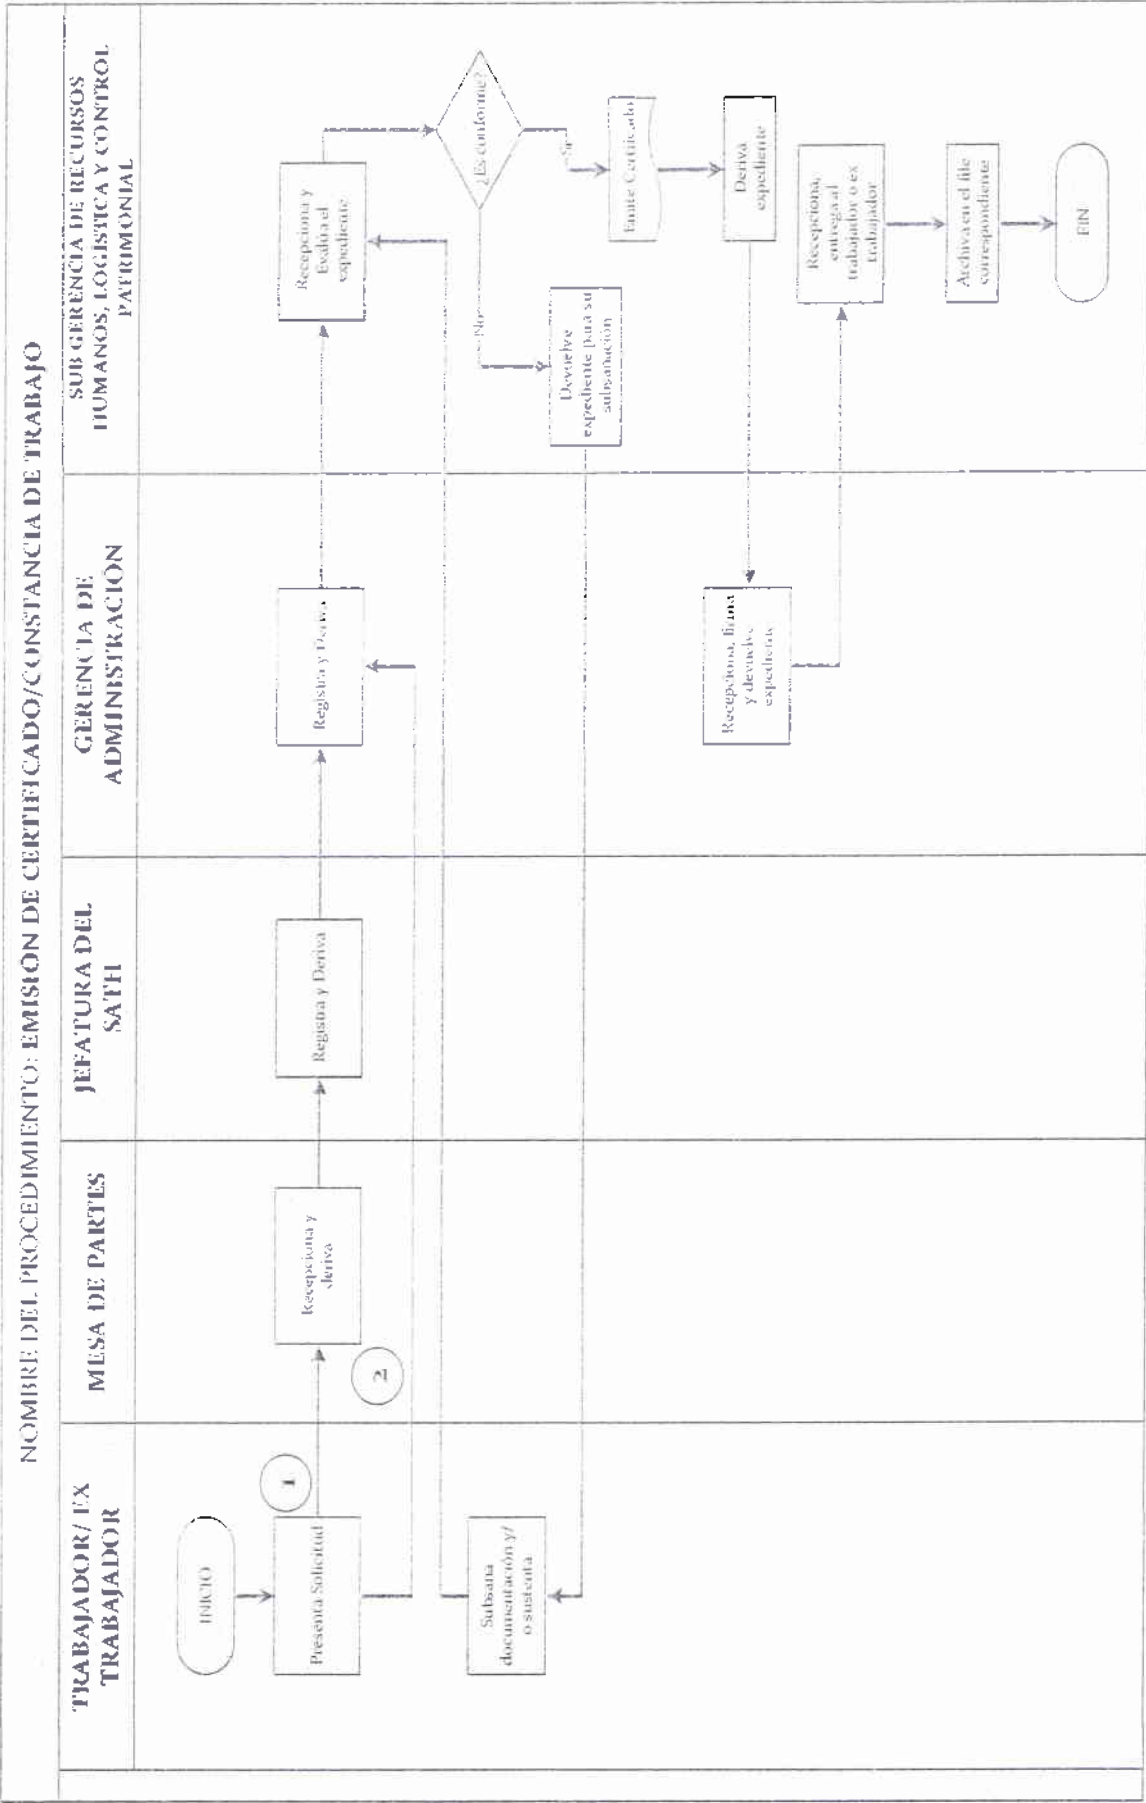 NOMBRE DEL PROCEDIMIENTO: EMISIÓN DE CERTIFICADO/CONSTANCIA DE TRABAJO
TRABAJADOR/ EX
TRABAJADOR
MESA DE PARTES
JEFATURA DEL
SATH
GERENCIA DE
ADMINISTRACIÓN
SUB GERENCIA DE RECURSOS
HUMANOS, LOGÍSTICA Y CONTROL
PATRIMONIAL
INICIO
Presenta Solicitud
1
2
Recepciona y
deriva
Registra y Deriva
Registra y Deriva
Recepciona y
Evalúa el
expediente
¿Es conforme?
No
Si
Subsana
documentación y/
o sustenta
Devuelve
expediente para su
subsanación
Emite Certificado
Deriva
expediente
Recepciona, firma
y devuelve
expediente
Recepciona,
entrega al
trabajador o ex
trabajador
Archiva en el file
correspondiente
FIN